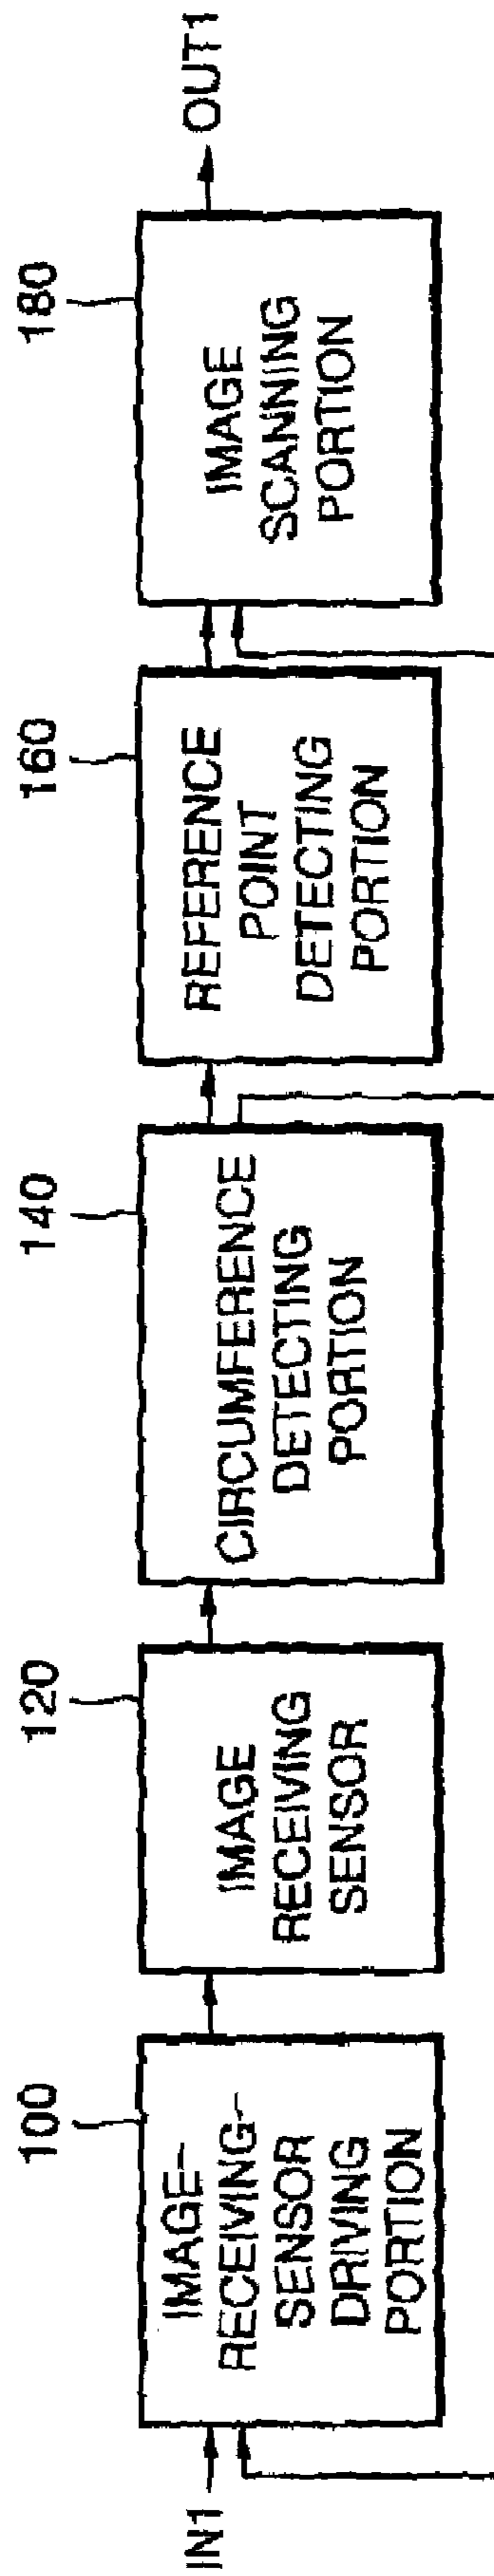 100
120
140
160
180
IN1
IMAGE-
RECEIVING-
SENSOR
DRIVING
PORTION
IMAGE
RECEIVING
SENSOR
CIRCUMFERENCE
DETECTING
PORTION
REFERENCE
POINT
DETECTING
PORTION
IMAGE
SCANNING
PORTION
OUT1